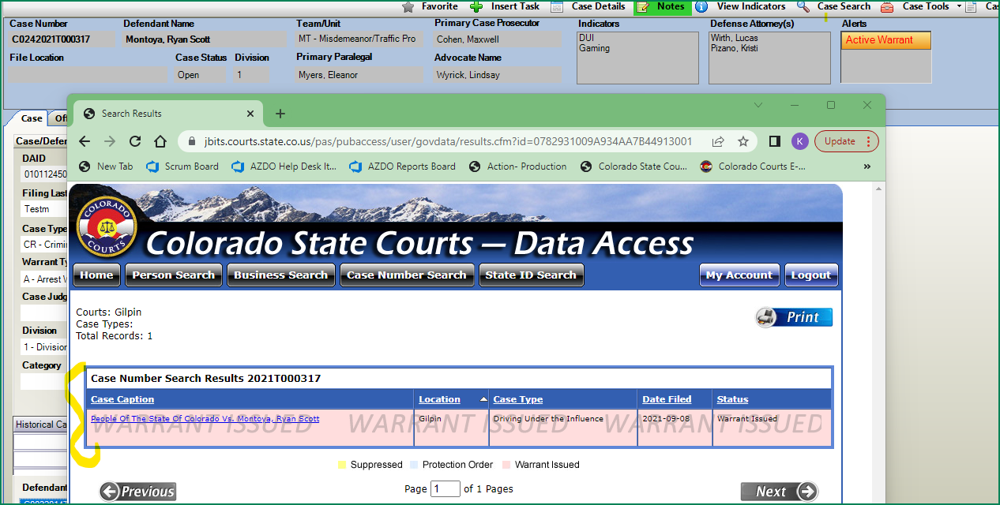 Favorite Insert Task Case Details Notes View Indicators Case Search Case Tools
Case Number Defendant Name Team/Unit Primary Case Prosecutor Indicators Defense Attorney(s) Alerts
C0242021T000317 Montoya, Ryan Scott MT - Misdemeanor/Traffic Pro Cohen, Maxwell DUI Wirth, Lucas Active Warrant
Gaming Pizano, Kristi
File Location Case Status Division Primary Paralegal Advocate Name
Open 1 Myers, Eleanor Wyrick, Lindsay
Case
Search Results
Case/Defen
jbits.courts.state.co.us/pas/pubaccess/user/govdata/results.cfm?id=0782931009A934AA7B44913001 K Update
DAID
New Tab Scrum Board AZDO Help Desk It... AZDO Reports Board Action- Production Colorado State Cou... Colorado Courts E-... »
010112450
Filing Last
Testm
COLORADO COURTS
Colorado State Courts — Data Access
Case Type
CR - Crimi
Warrant Ty
A - Arrest W
Home Person Search Business Search Case Number Search State ID Search My Account Logout
Case Judg
Courts: Gilpin
Case Types:
Total Records: 1
Print
Division
1 - Division
Category
Case Number Search Results 2021T000317
Case Caption Location Case Type Date Filed Status
People Of The State Of Colorado Vs. Montoya, Ryan Scott Gilpin Driving Under the Influence 2021-09-08 Warrant Issued
WARRANT ISSUED WARRANT ISSUED WARRANT ISSUED
Historical Ca
Suppressed Protection Order Warrant Issued
Defendant
Previous Page 1 of 1 Pages Next